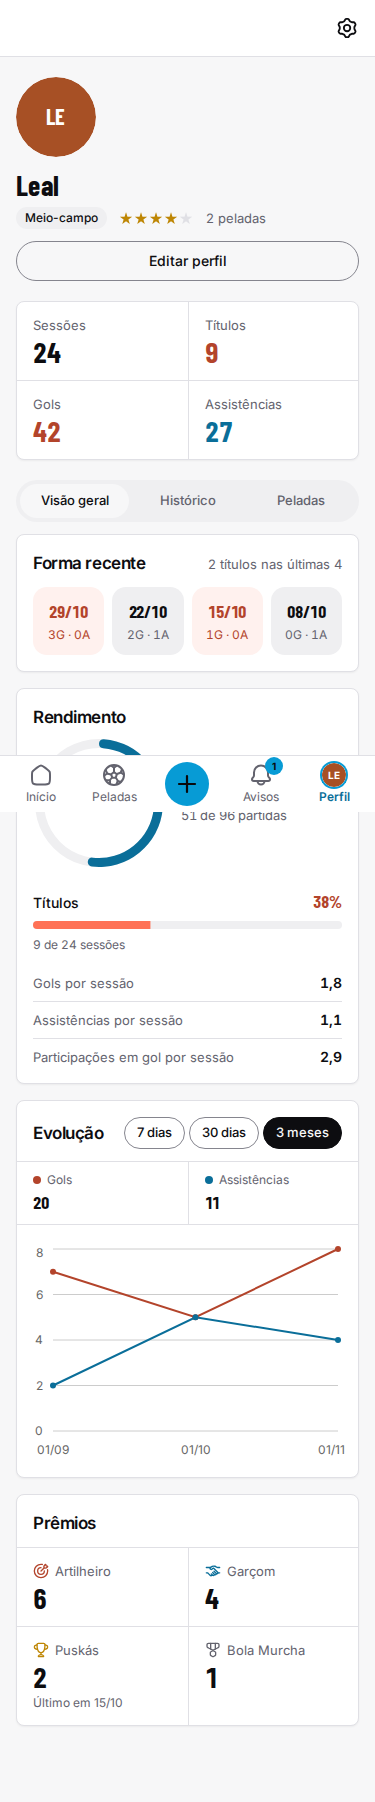 LE
Leal
Meio-campo 2 peladas
Editar perfil
Sessões Títulos
24 9
Gols Assistências
42 27
Visão geral Histórico Peladas
Forma recente 2 títulos nas últimas 4
29/10 22/10 15/10 08/10
3G · 0A 2G · 1A 1G · 0A 0G · 1A
Rendimento
1 LE
Início Peladas Avisos Perfil
51 de 96 partidas
Títulos 38%
9 de 24 sessões
Gols por sessão 1,8
Assistências por sessão 1,1
Participações em gol por sessão 2,9
Evolução 7 dias 30 dias 3 meses
Gols Assistências
20 11
8
6
4
2
0
01/09 01/10 01/11
Prêmios
Artilheiro Garçom
6 4
Puskás Bola Murcha
2 1
Último em 15/10